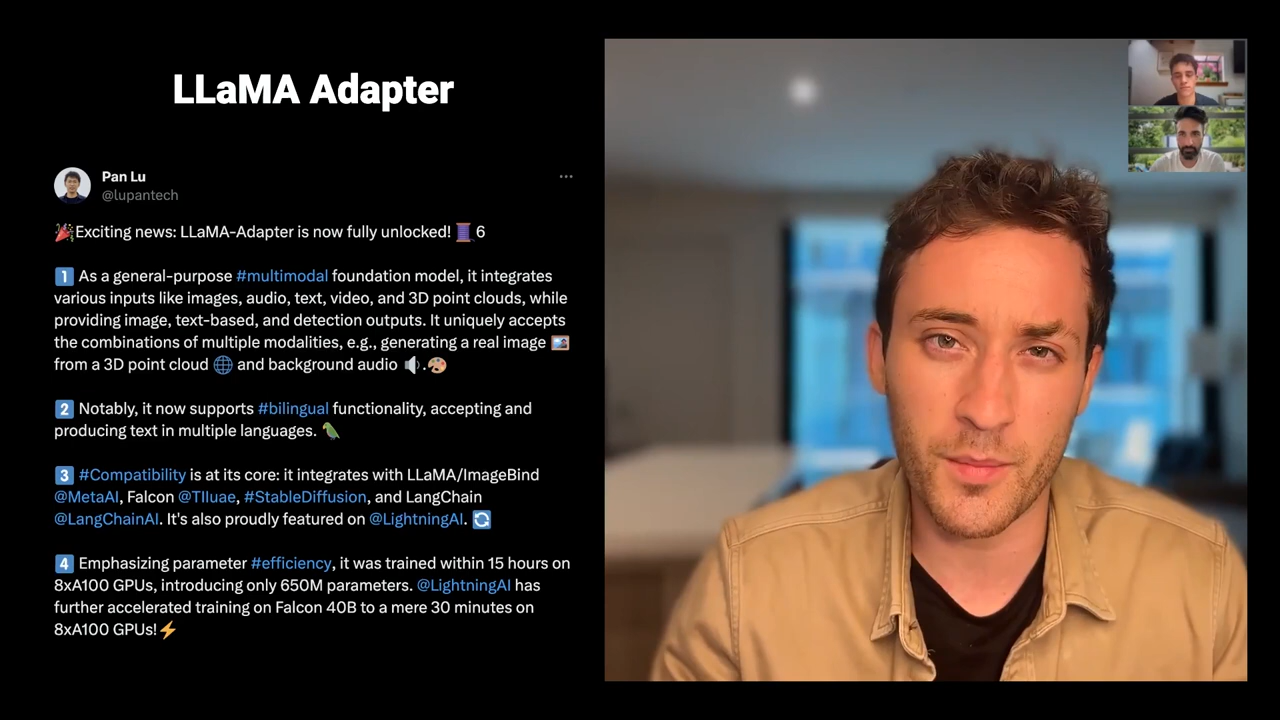 LLaMA Adapter
Pan Lu
@lupantech
🎉Exciting news: LLaMA-Adapter is now fully unlocked! 🧵6
1️⃣ As a general-purpose #multimodal foundation model, it integrates
various inputs like images, audio, text, video, and 3D point clouds, while
providing image, text-based, and detection outputs. It uniquely accepts
the combinations of multiple modalities, e.g., generating a real image 🖼️
from a 3D point cloud 🌐 and background audio 🔈.🎨
2️⃣ Notably, it now supports #bilingual functionality, accepting and
producing text in multiple languages. 🦜
3️⃣ #Compatibility is at its core: it integrates with LLaMA/ImageBind
@MetaAI, Falcon @TIIuae, #StableDiffusion, and LangChain
@LangChainAI. It's also proudly featured on @LightningAI. 🔄
4️⃣ Emphasizing parameter #efficiency, it was trained within 15 hours on
8xA100 GPUs, introducing only 650M parameters. @LightningAI has
further accelerated training on Falcon 40B to a mere 30 minutes on
8xA100 GPUs!⚡